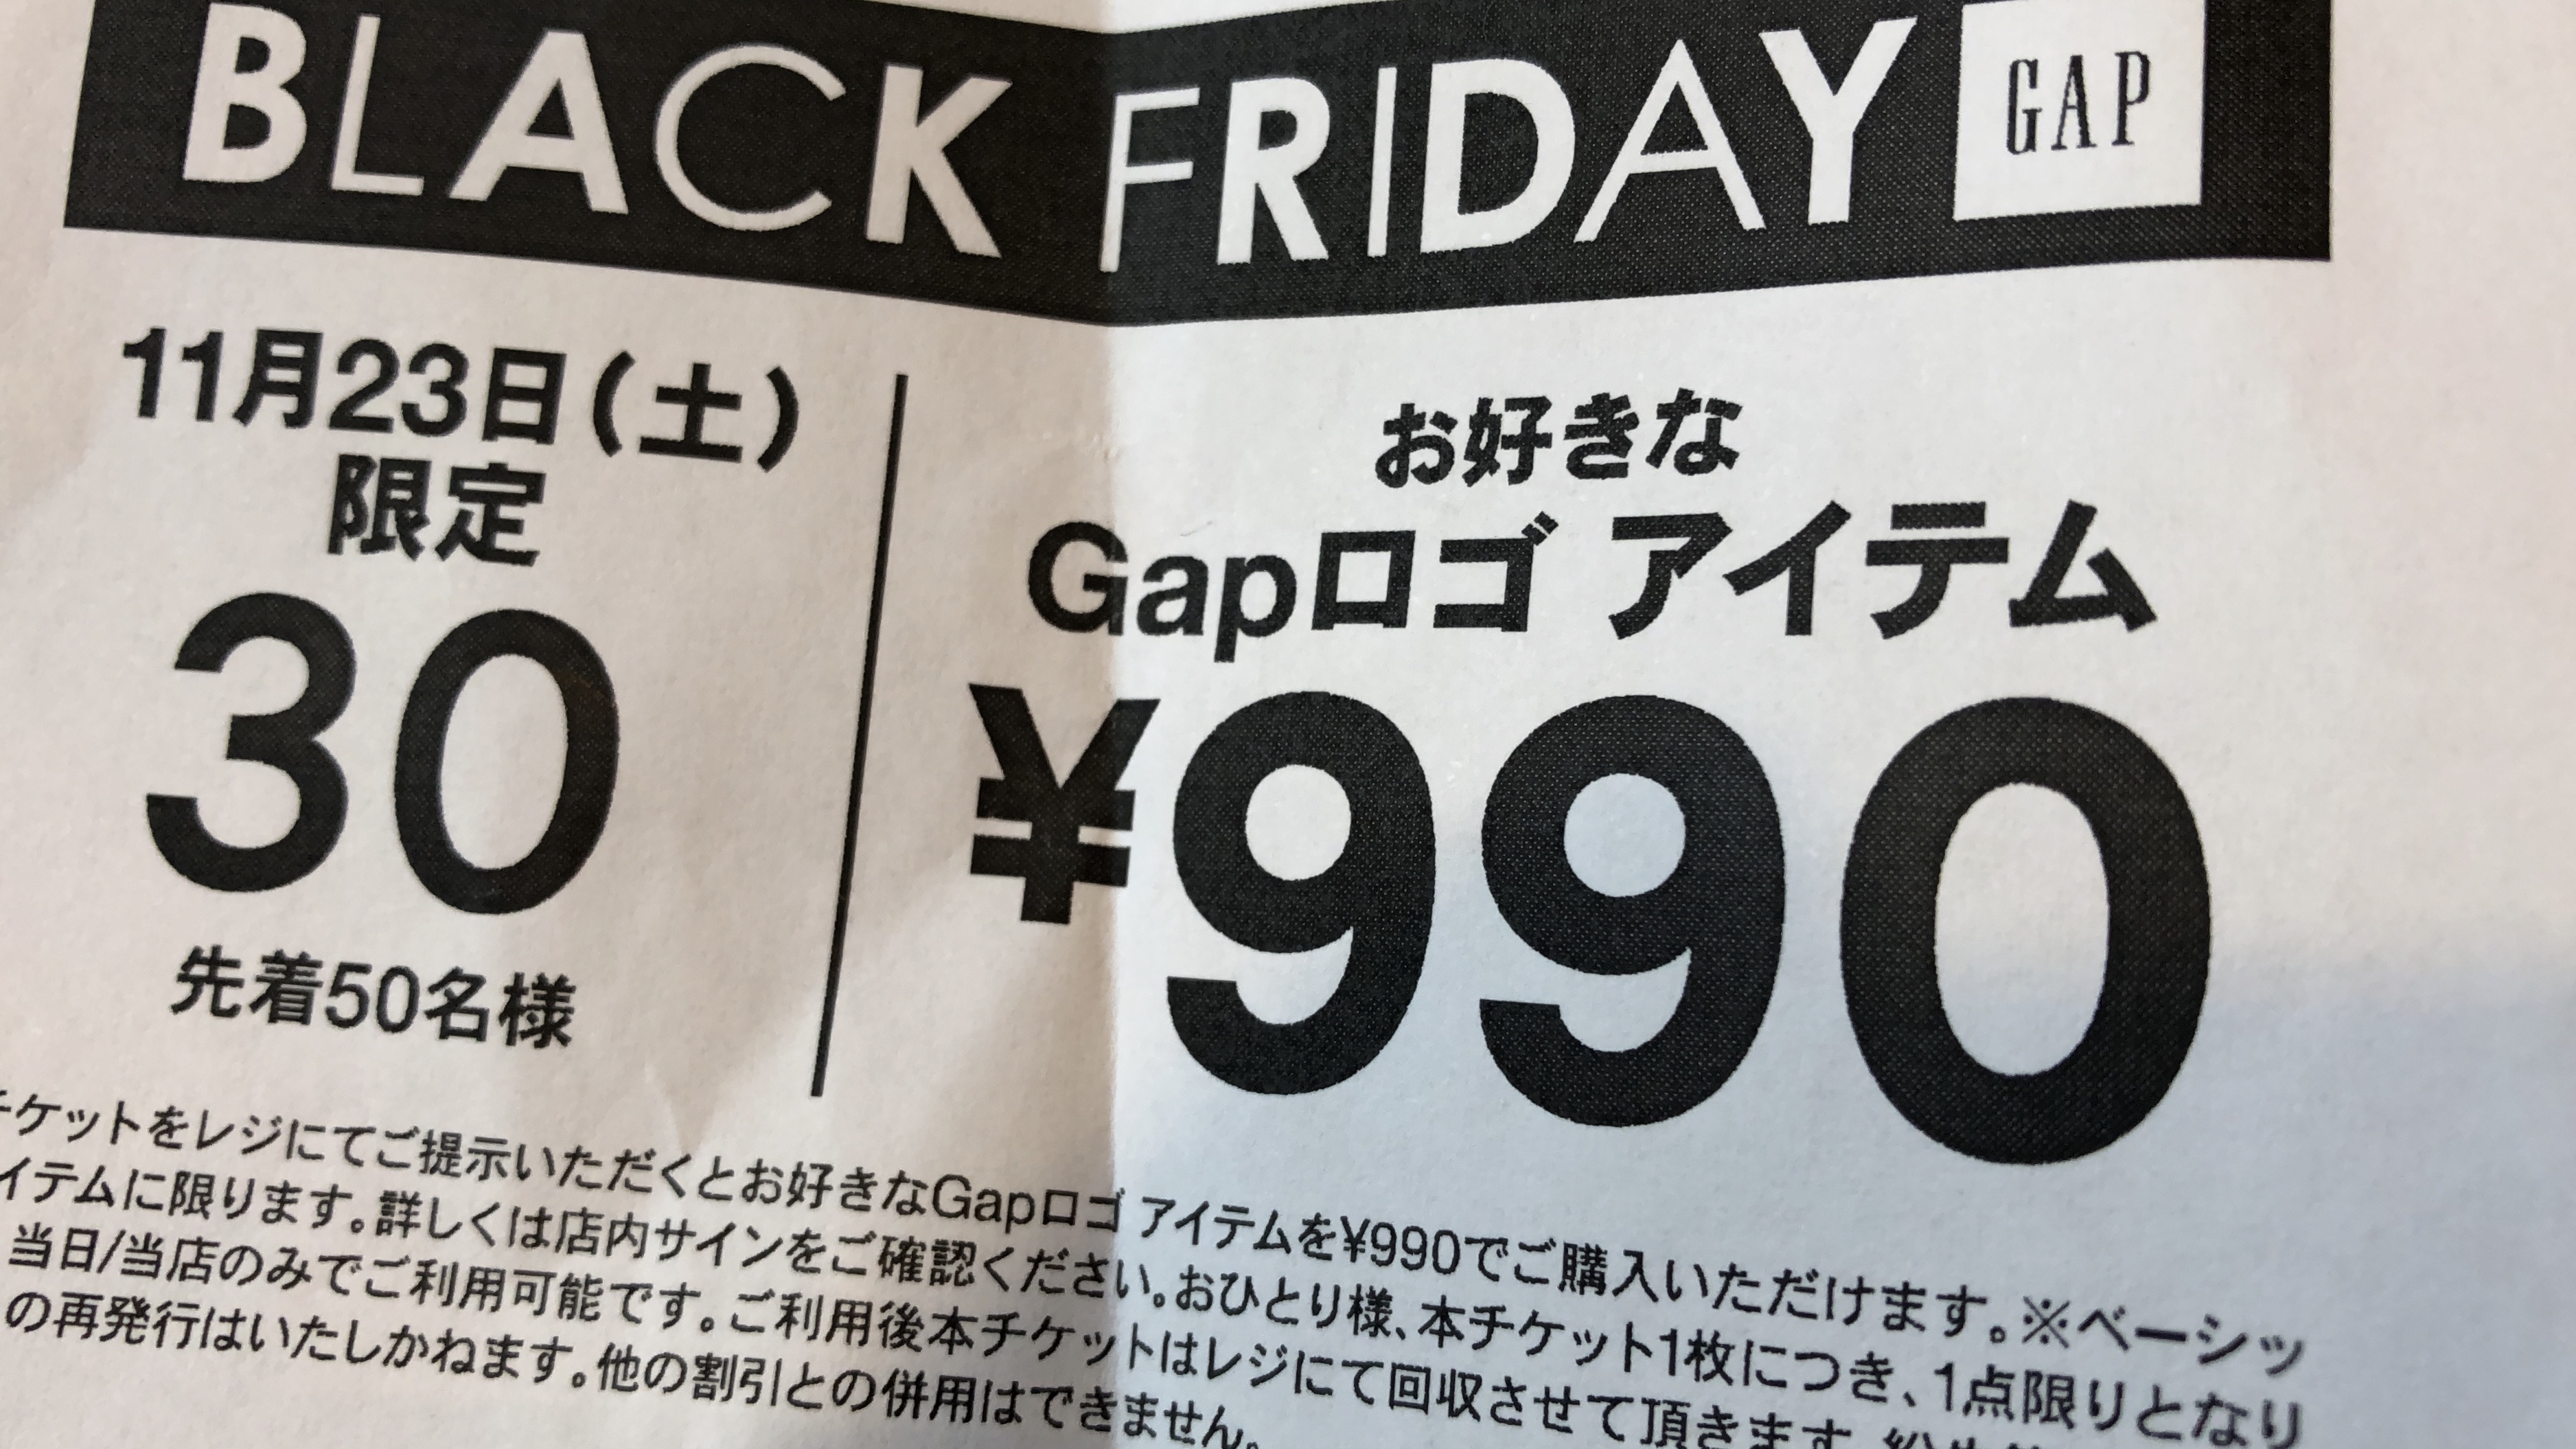 BLACK FRIDAY GAP
11月23日(土)
限定
30
先着50名様
お好きな
Gapロゴ アイテム
¥990
チケットをレジにてご提示いただくとお好きなGapロゴ アイテムを¥990でご購入いただけます。※ベーシッ
イテムに限ります。詳しくは店内サインをご確認ください。おひとり様、本チケット1枚につき、1点限りとなり
当日/当店のみでご利用可能です。ご利用後本チケットはレジにて回収させて頂きます。
の再発行はいたしかねます。他の割引との併用はできません。